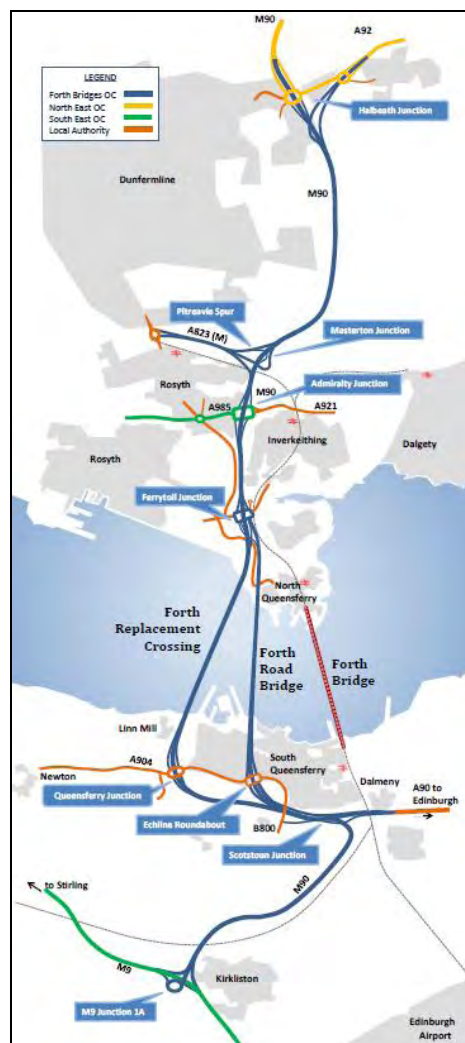 M90
A92
LEGEND
Forth Bridges OC
North East OC
South East OC
Local Authority
Halbeath Junction
Dunfermline
M90
Pitreavie Spur
A823 (M)
Masterton Junction
Rosyth
M90
Admiralty Junction
A985
A921
Inverkeithing
Rosyth
Dalgety
Ferrytoll Junction
North
Queensferry
Forth
Replacement
Crossing
Forth
Road
Bridge
Forth
Bridge
Linn Mill
A904
South
Queensferry
Newton
Dalmeny
A90 to
Edinburgh
Queensferry Junction
Echline Roundabout
B800
Scotstoun Junction
to Stirling
M90
M9
Kirkliston
M9 Junction 1A
Edinburgh
Airport